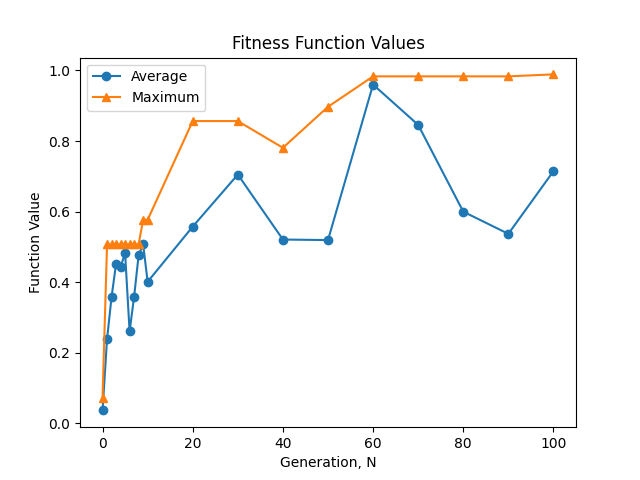 Fitness Function Values
Average
Maximum
Function Value
1.0
0.8
0.6
0.4
0.2
0.0
0 20 40 60 80 100
Generation, N